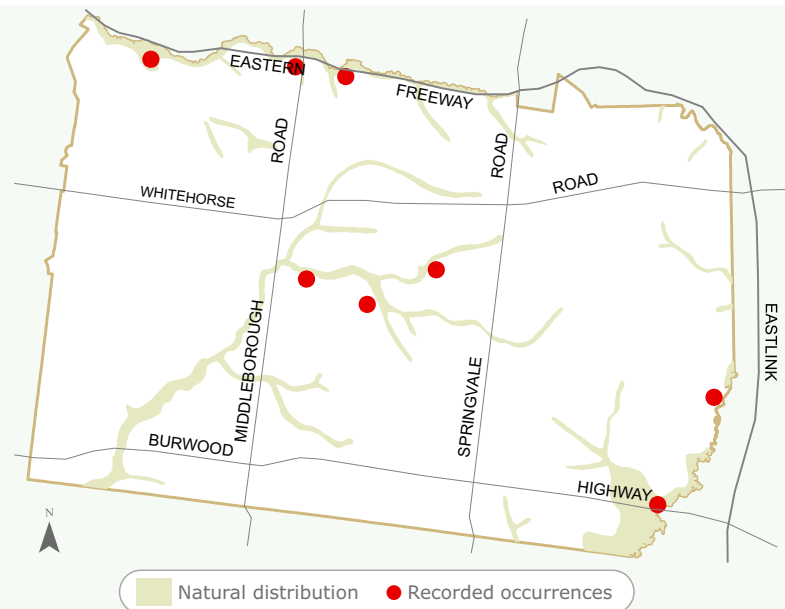 EASTERN
FREEWAY
ROAD
ROAD
WHITEHORSE
ROAD
MIDDLEBOROUGH
EASTLINK
SPRINGVALE
BURWOOD
HIGHWAY
N
Natural distribution
Recorded occurrences